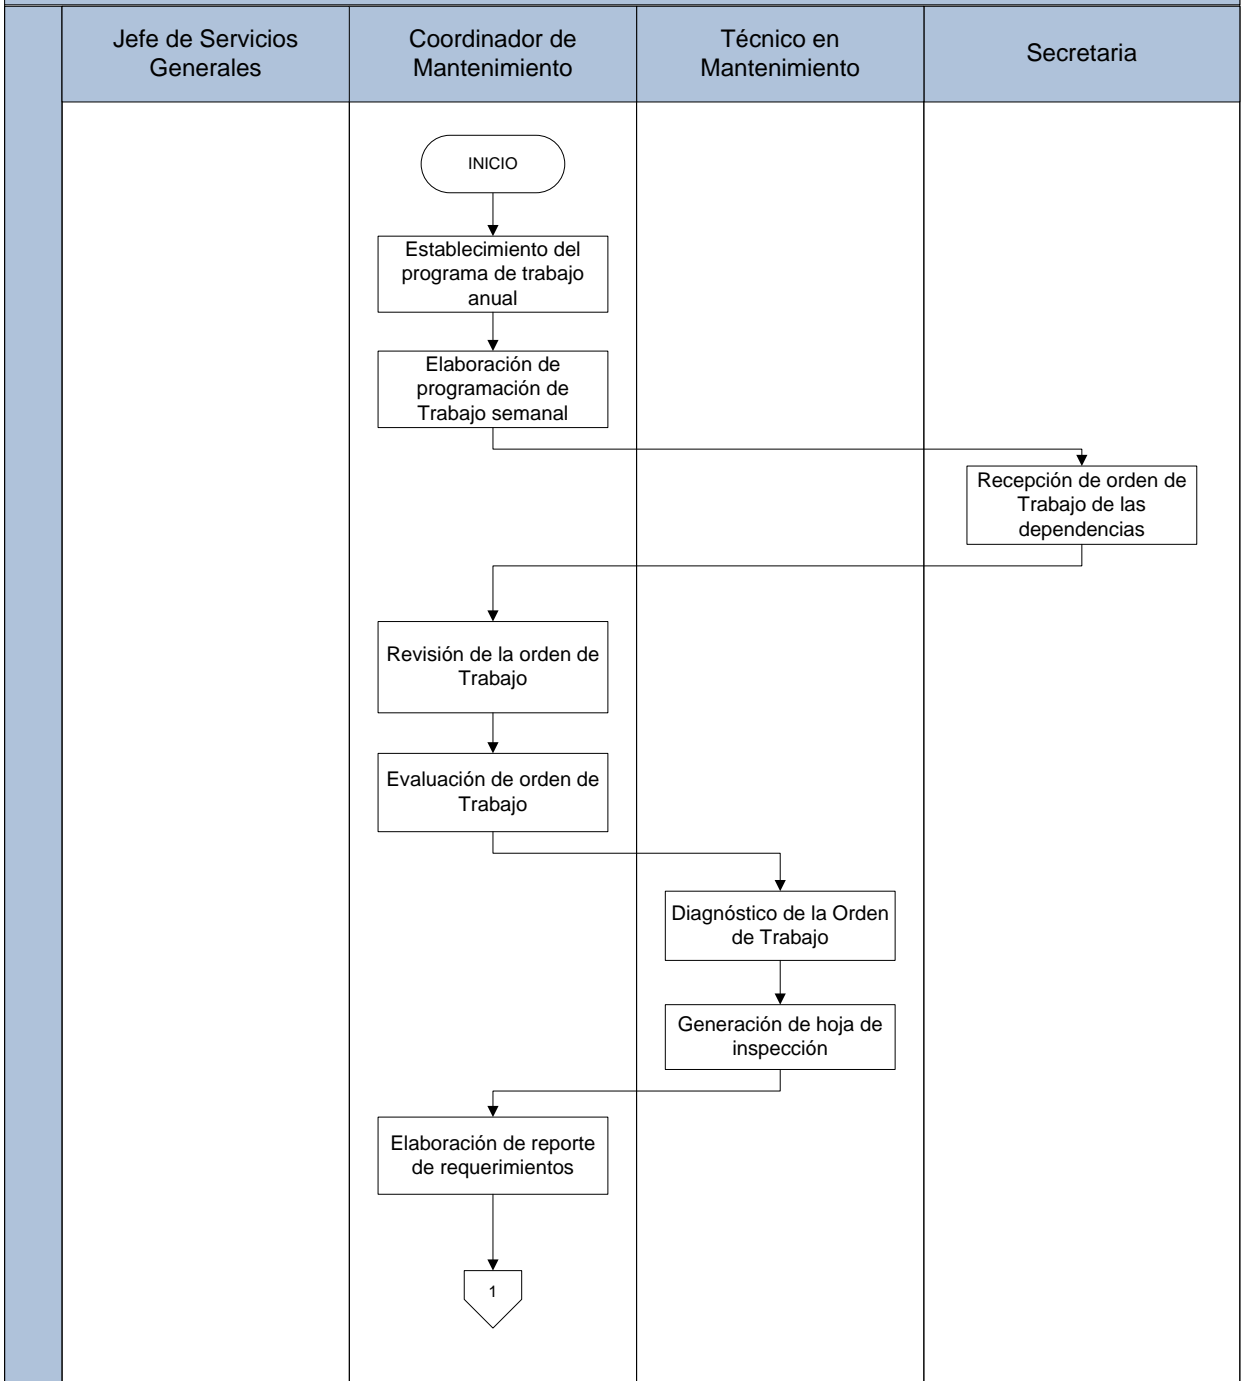 Jefe de Servicios
Generales
Coordinador de
Mantenimiento
Técnico en
Mantenimiento
Secretaria
INICIO
Establecimiento del
programa de trabajo
anual
Elaboración de
programación de
Trabajo semanal
Recepción de orden de
Trabajo de las
dependencias
Revisión de la orden de
Trabajo
Evaluación de orden de
Trabajo
Diagnóstico de la Orden
de Trabajo
Generación de hoja de
inspección
Elaboración de reporte
de requerimientos
1